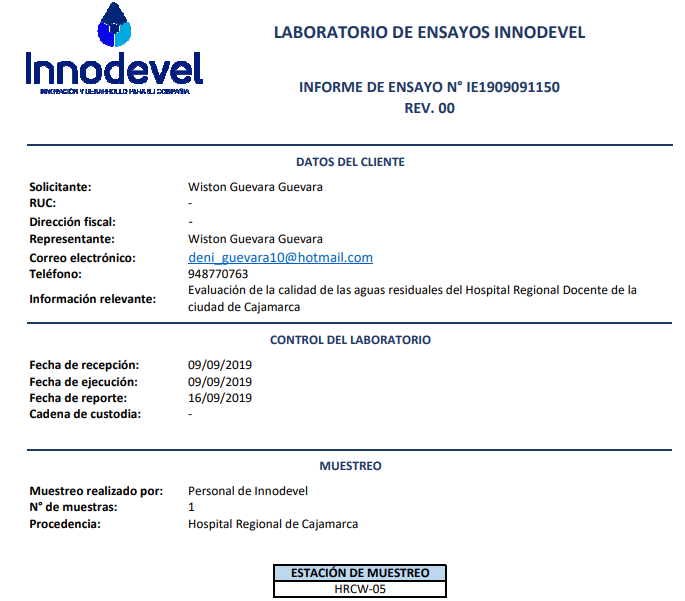 LABORATORIO DE ENSAYOS INNODEVEL
Innodevel
INNOVACIÓN Y DESARROLLO PARA SU COMPAÑÍA
INFORME DE ENSAYO N° IE1909091150
REV. 00
DATOS DEL CLIENTE
Solicitante: Wiston Guevara Guevara
RUC: -
Dirección fiscal: -
Representante: Wiston Guevara Guevara
Correo electrónico: deni_guevara10@hotmail.com
Teléfono: 948770763
Información relevante: Evaluación de la calidad de las aguas residuales del Hospital Regional Docente de la
ciudad de Cajamarca
CONTROL DEL LABORATORIO
Fecha de recepción: 09/09/2019
Fecha de ejecución: 09/09/2019
Fecha de reporte: 16/09/2019
Cadena de custodia: -
MUESTREO
Muestreo realizado por: Personal de Innodevel
N° de muestras: 1
Procedencia: Hospital Regional de Cajamarca
ESTACIÓN DE MUESTREO
HRCW-05